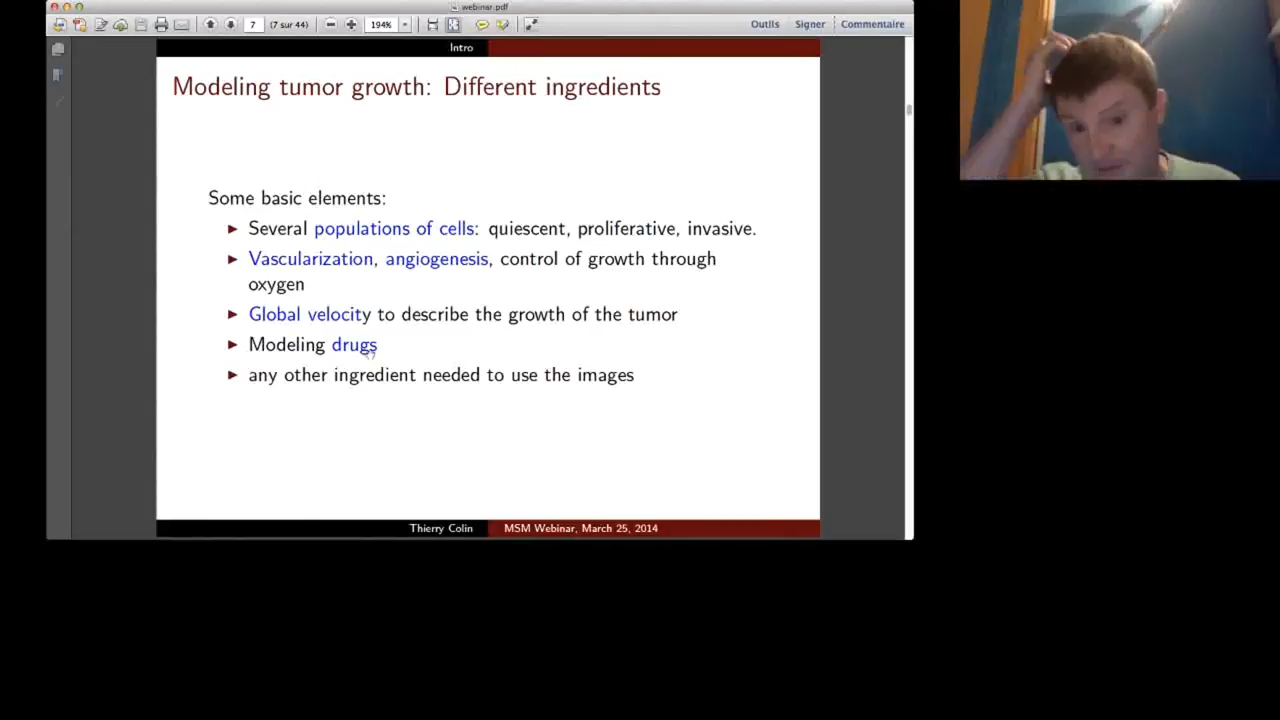 webinar.pdf
7 (7 sur 44) 194% Outils Signer Commentaire
Intro
Modeling tumor growth: Different ingredients
Some basic elements:
▶ Several populations of cells: quiescent, proliferative, invasive.
▶ Vascularization, angiogenesis, control of growth through
oxygen
▶ Global velocity to describe the growth of the tumor
▶ Modeling drugs
▶ any other ingredient needed to use the images
Thierry Colin MSM Webinar, March 25, 2014